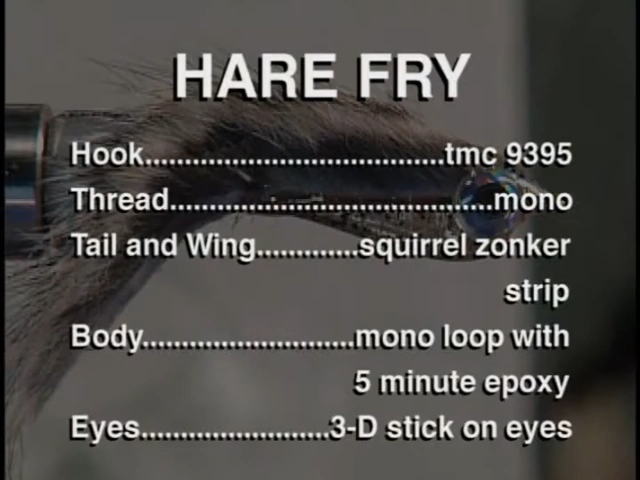 HARE FRY
Hook......................................tmc 9395
Thread.........................................mono
Tail and Wing.............squirrel zonker
strip
Body...........................mono loop with
5 minute epoxy
Eyes........................3-D stick on eyes